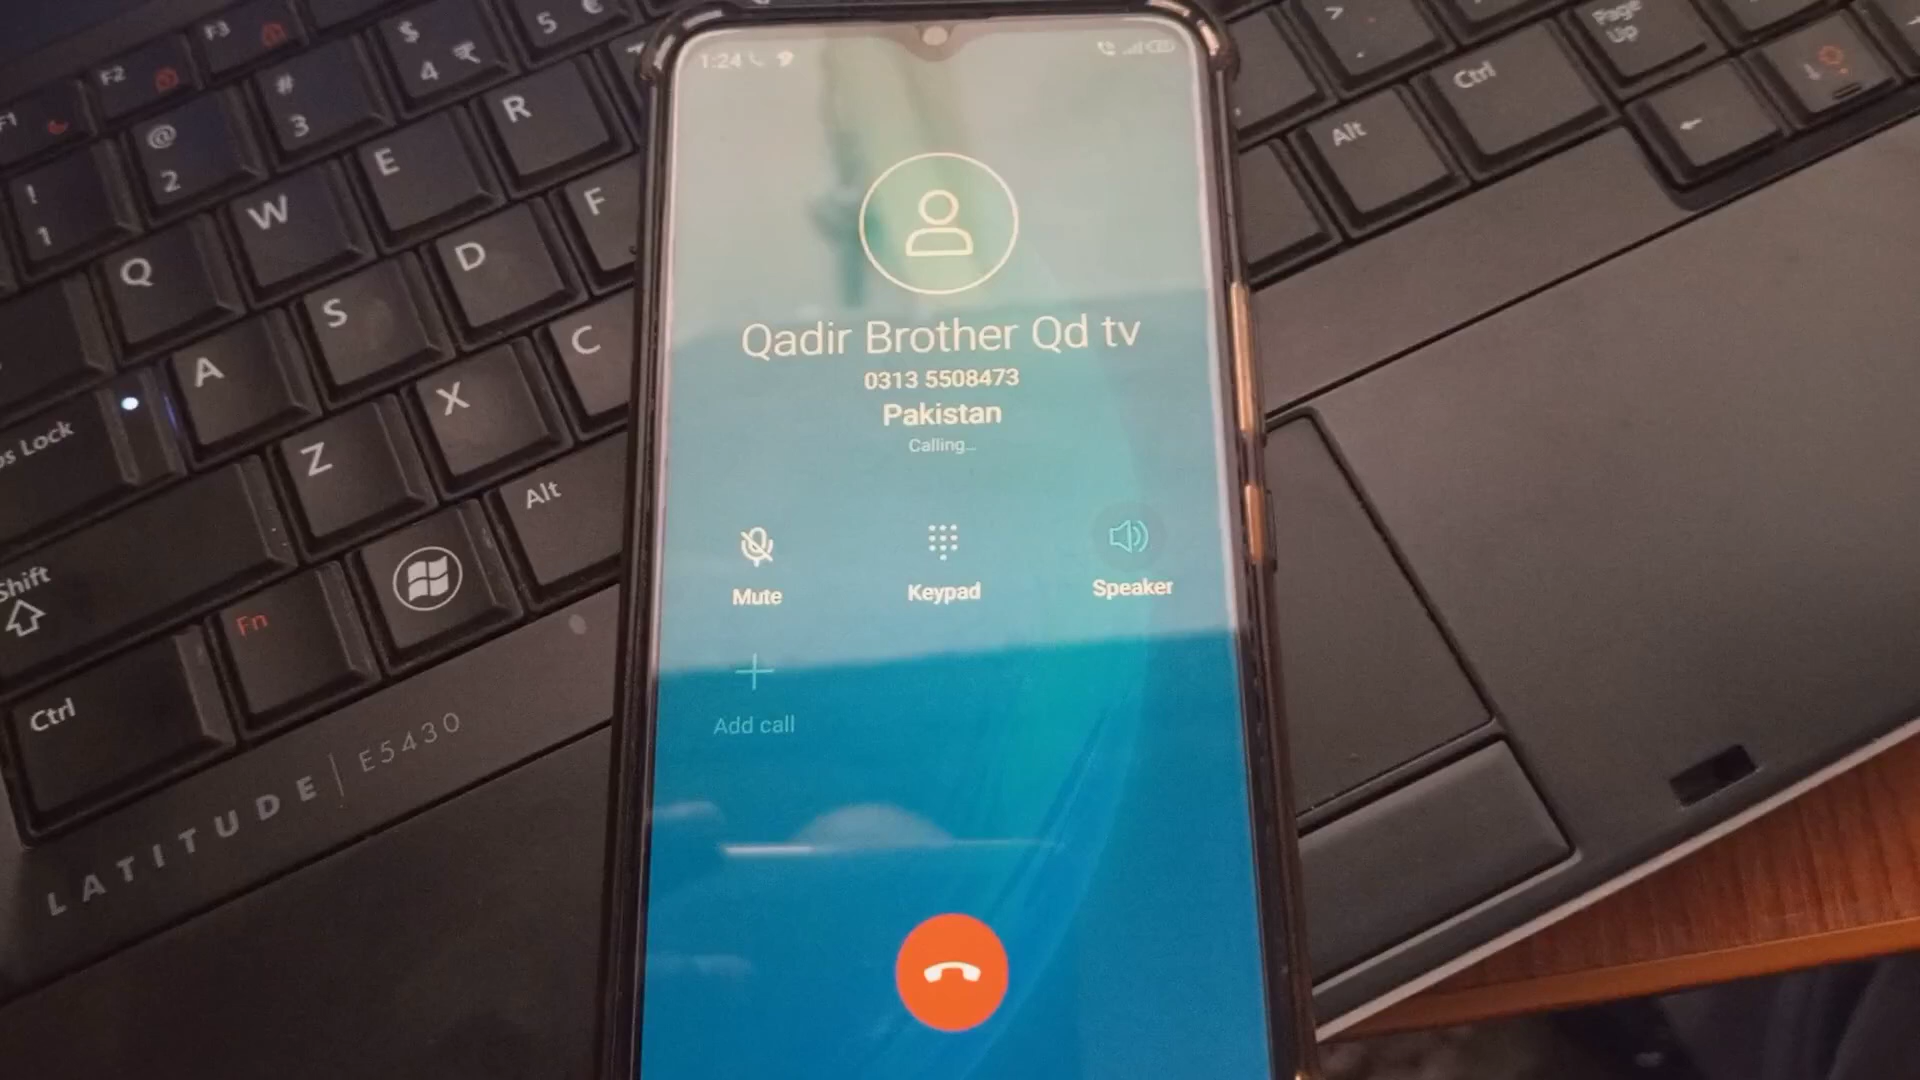 1:24
Qadir Brother Qd tv
0313 5508473
Pakistan
Calling...
Mute
Keypad
Speaker
Add call
F1
F2
F3
! 1
@ 2
# 3
$ 4 ₹
5 €
Q
W
E
R
Lock
A
S
D
F
Shift
Z
X
C
Ctrl
Fn
Alt
LATITUDE | E5430
>
.
Alt
Ctrl
Page Up
←